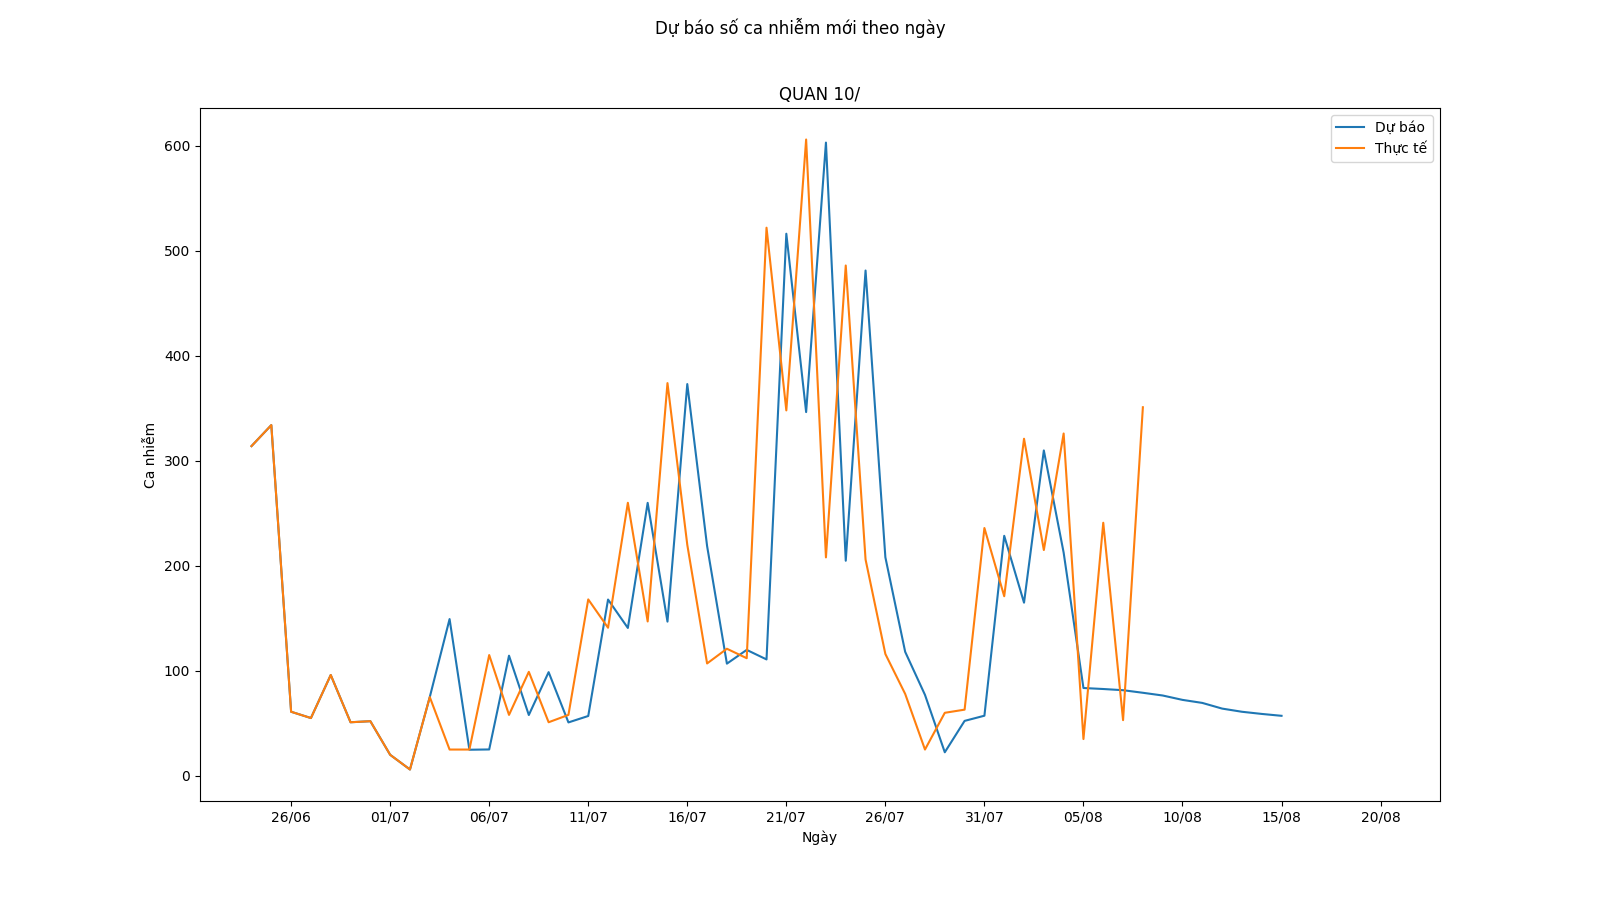 Dự báo số ca nhiễm mới theo ngày
QUAN 10/
Dự báo
Thực tế
600
500
400
300
200
100
0
Ca nhiễm
26/06 01/07 06/07 11/07 16/07 21/07 26/07 31/07 05/08 10/08 15/08 20/08
Ngày